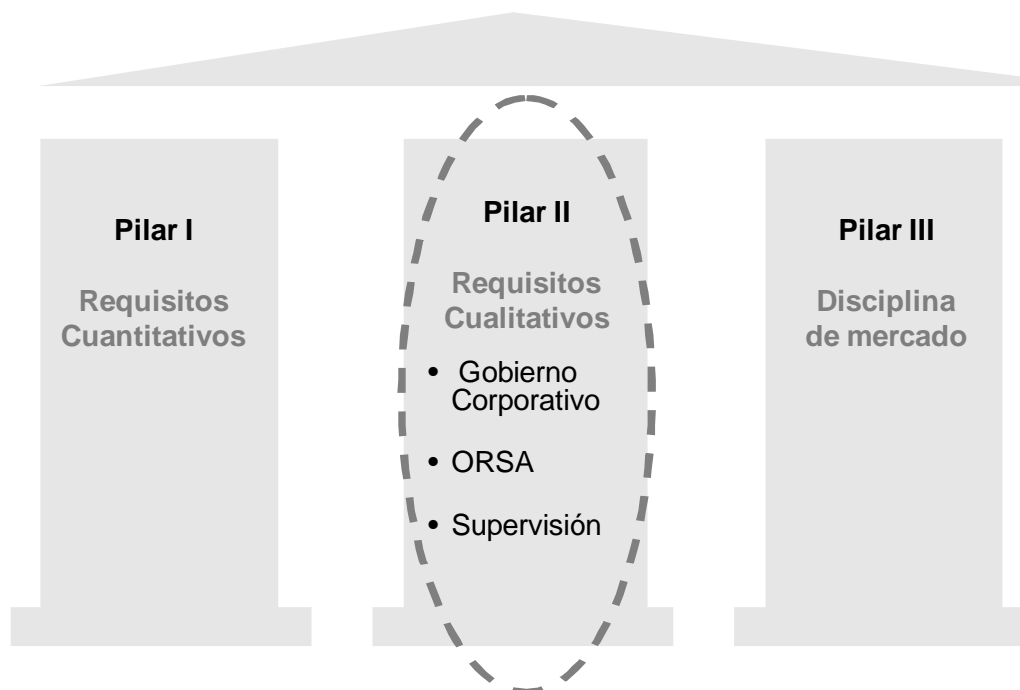 Pilar I
Requisitos
Cuantitativos
Pilar II
Requisitos
Cualitativos
• Gobierno
Corporativo
• ORSA
• Supervisión
Pilar III
Disciplina
de mercado